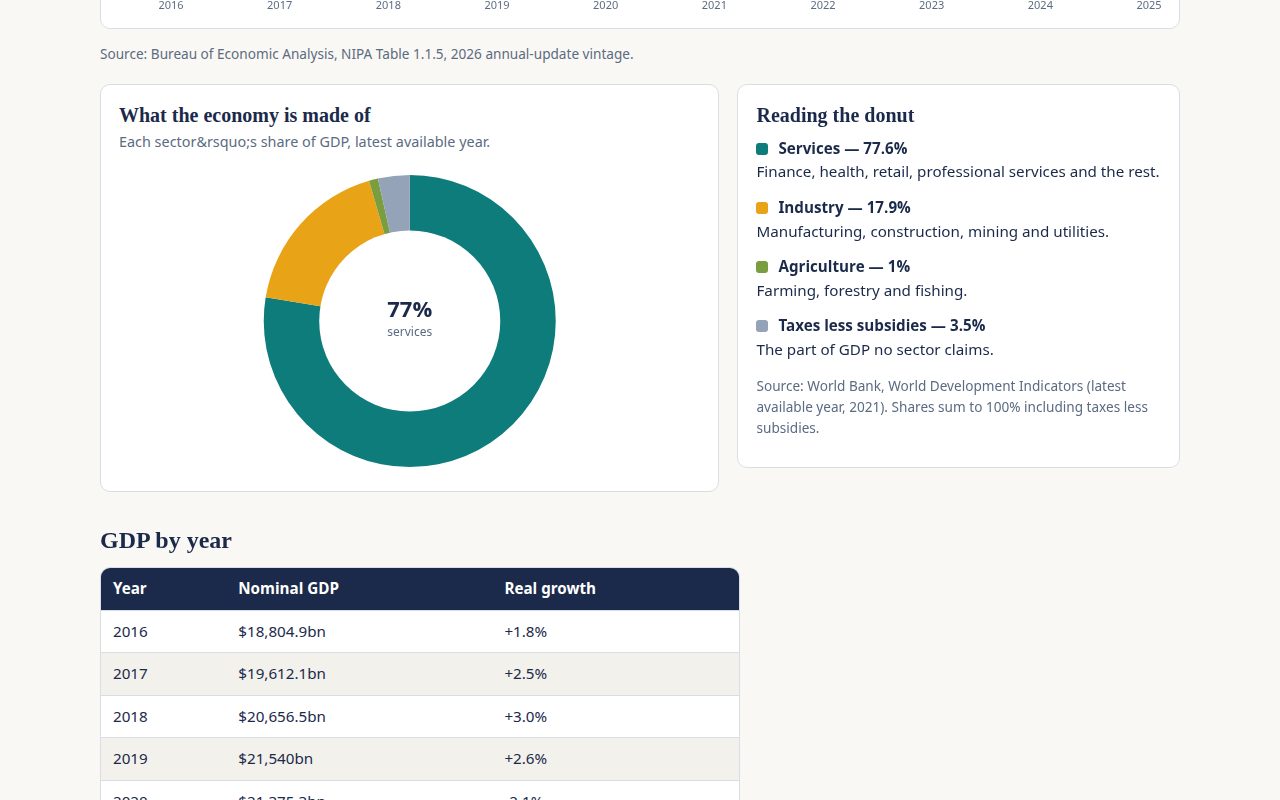 2016 2017 2018 2019 2020 2021 2022 2023 2024 2025
Source: Bureau of Economic Analysis, NIPA Table 1.1.5, 2026 annual-update vintage.
What the economy is made of
Each sector&rsquo;s share of GDP, latest available year.
77%
services
Reading the donut
Services — 77.6%
Finance, health, retail, professional services and the rest.
Industry — 17.9%
Manufacturing, construction, mining and utilities.
Agriculture — 1%
Farming, forestry and fishing.
Taxes less subsidies — 3.5%
The part of GDP no sector claims.
Source: World Bank, World Development Indicators (latest
available year, 2021). Shares sum to 100% including taxes less
subsidies.
GDP by year
Year Nominal GDP Real growth
2016 $18,804.9bn +1.8%
2017 $19,612.1bn +2.5%
2018 $20,656.5bn +3.0%
2019 $21,540bn +2.6%